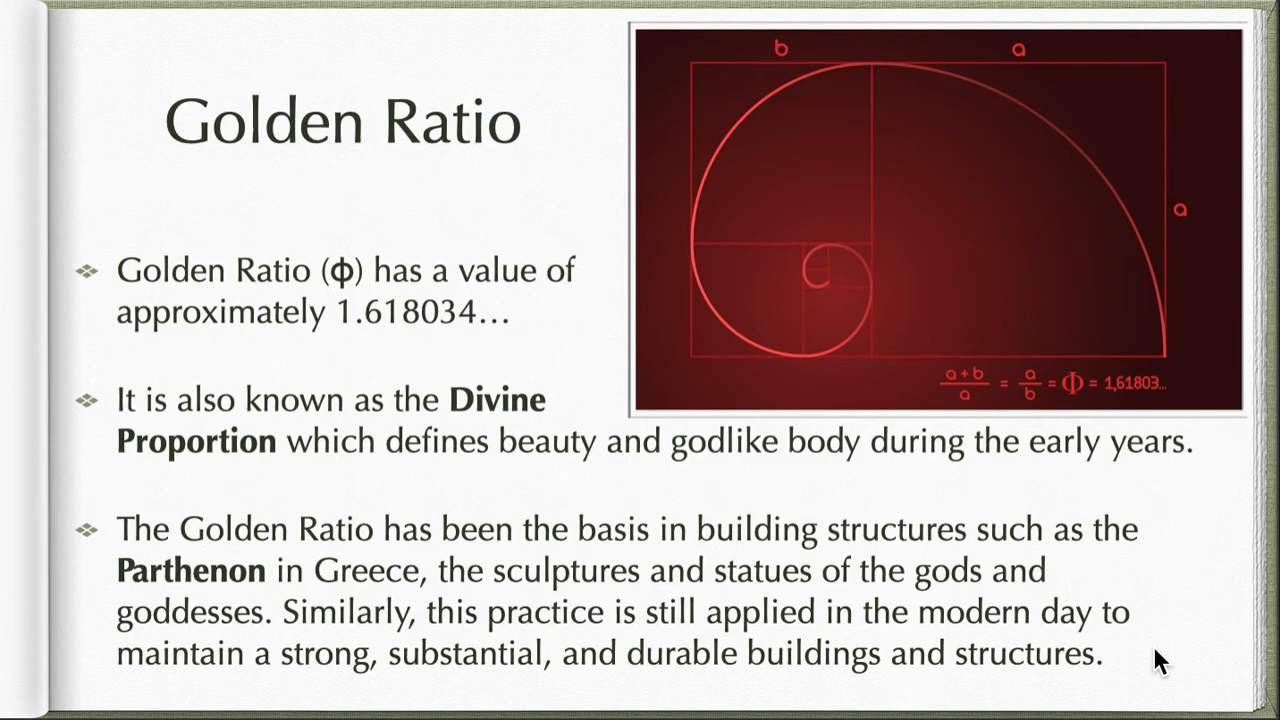 Golden Ratio
b
a
a
a+b = a = Φ = 1,61803...
a b
Golden Ratio (ɸ) has a value of
approximately 1.618034…
It is also known as the Divine
Proportion which defines beauty and godlike body during the early years.
The Golden Ratio has been the basis in building structures such as the
Parthenon in Greece, the sculptures and statues of the gods and
goddesses. Similarly, this practice is still applied in the modern day to
maintain a strong, substantial, and durable buildings and structures.